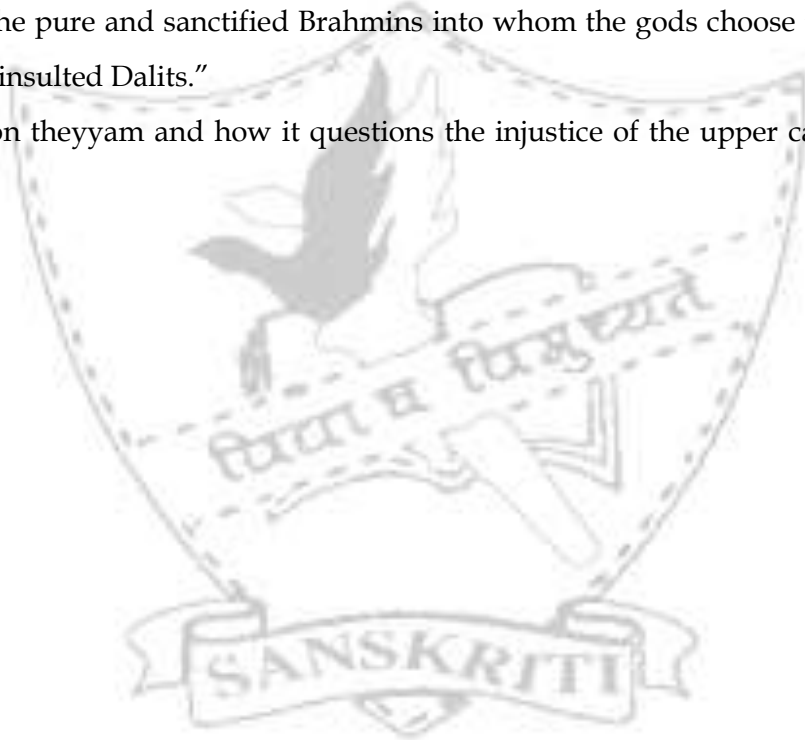 he pure and sanctified Brahmins into whom the gods choose
insulted Dalits.”
on theyyam and how it questions the injustice of the upper ca
विद्या च विमुच्यते
SANSKRITI